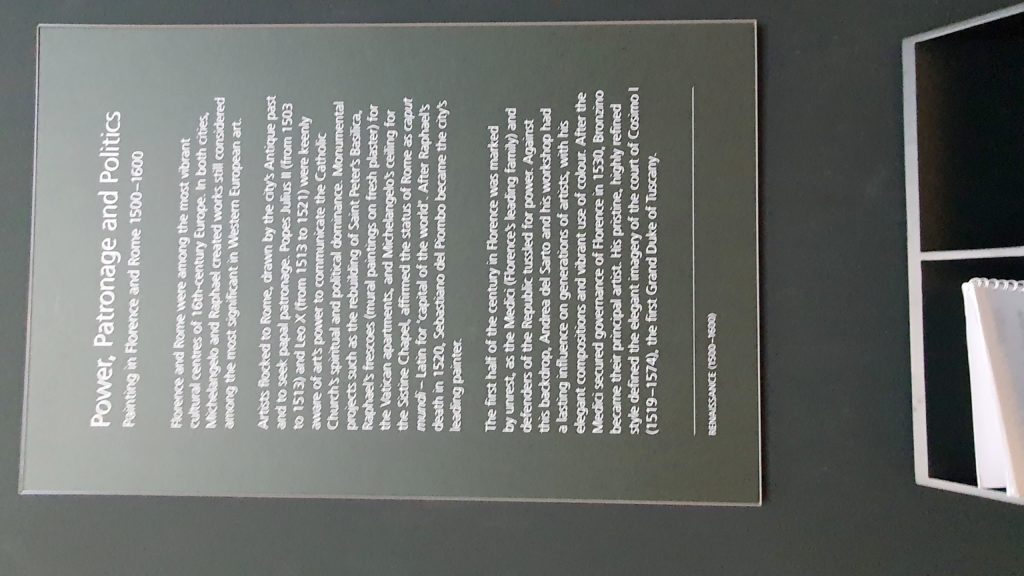 Power, Patronage and Politics
Painting in Florence and Rome 1500–1600
Florence and Rome were among the most vibrant
cultural centres of 16th-century Europe. In both cities,
Michelangelo and Raphael created works still considered
among the most significant in Western European art.
Artists flocked to Rome, drawn by the city's Antique past
and to seek papal patronage. Popes Julius II (from 1503
to 1513) and Leo X (from 1513 to 1521) were keenly
aware of art's power to communicate the Catholic
Church's spiritual and political dominance. Monumental
projects such as the rebuilding of Saint Peter's Basilica,
Raphael's frescoes (mural paintings on fresh plaster) for
the Vatican apartments, and Michelangelo's ceiling for
the Sistine Chapel, affirmed the status of Rome as caput
mundi – Latin for 'capital of the world'. After Raphael's
death in 1520, Sebastiano del Piombo became the city's
leading painter.
The first half of the century in Florence was marked
by unrest, as the Medici (Florence's leading family) and
defenders of the Republic tussled for power. Against
this backdrop, Andrea del Sarto and his workshop had
a lasting influence on generations of artists, with his
elegant compositions and vibrant use of colour. After the
Medici secured governance of Florence in 1530, Bronzino
became their principal artist. His pristine, highly refined
style defined the elegant imagery of the court of Cosimo I
(1519–1574), the first Grand Duke of Tuscany.
RENAISSANCE (1500–1600)